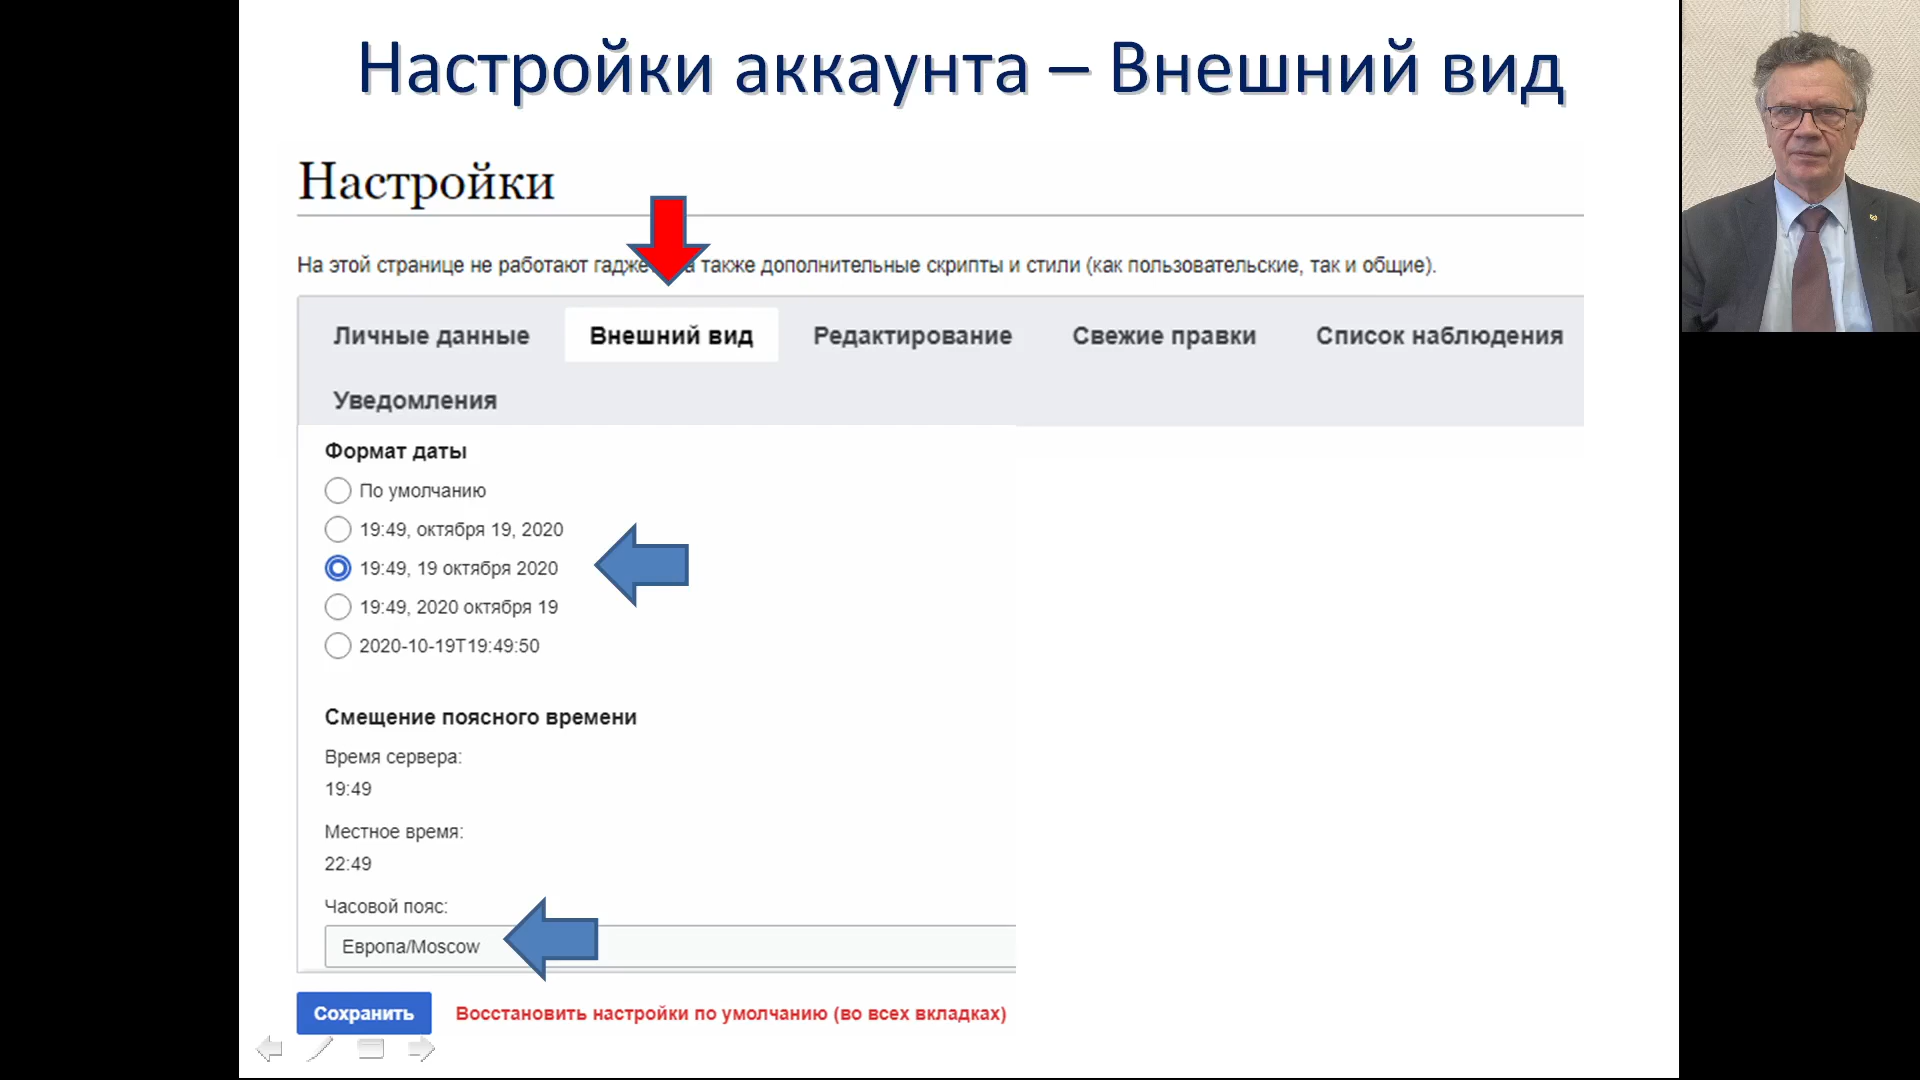 Настройки аккаунта – Внешний вид
Настройки
На этой странице не работают гадже а также дополнительные скрипты и стили (как пользовательские, так и общие).
Личные данные
Внешний вид
Редактирование
Свежие правки
Список наблюдения
Уведомления
Формат даты
По умолчанию
19:49, октября 19, 2020
19:49, 19 октября 2020
19:49, 2020 октября 19
2020-10-19T19:49:50
Смещение поясного времени
Время сервера:
19:49
Местное время:
22:49
Часовой пояс:
Европа/Moscow
Сохранить
Восстановить настройки по умолчанию (во всех вкладках)